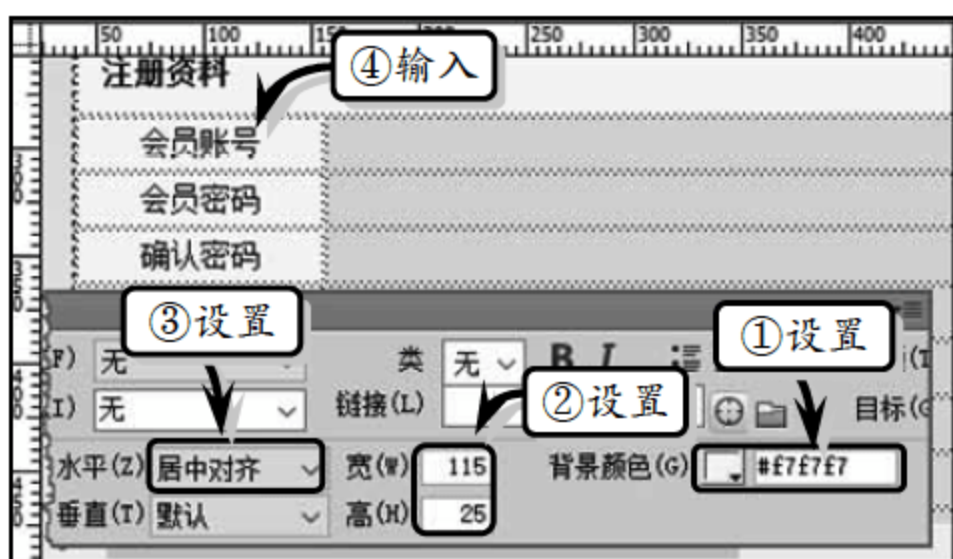 50 100 150 250 300 350 400
④输入
注册资料
会员账号
会员密码
确认密码
③设置
①设置
F) 无 类 无 B I
②设置
I) 无 链接(L) 目标(
水平(Z) 居中对齐 宽(W) 115 背景颜色(G) #f7f7f7
垂直(T) 默认 高(H) 25